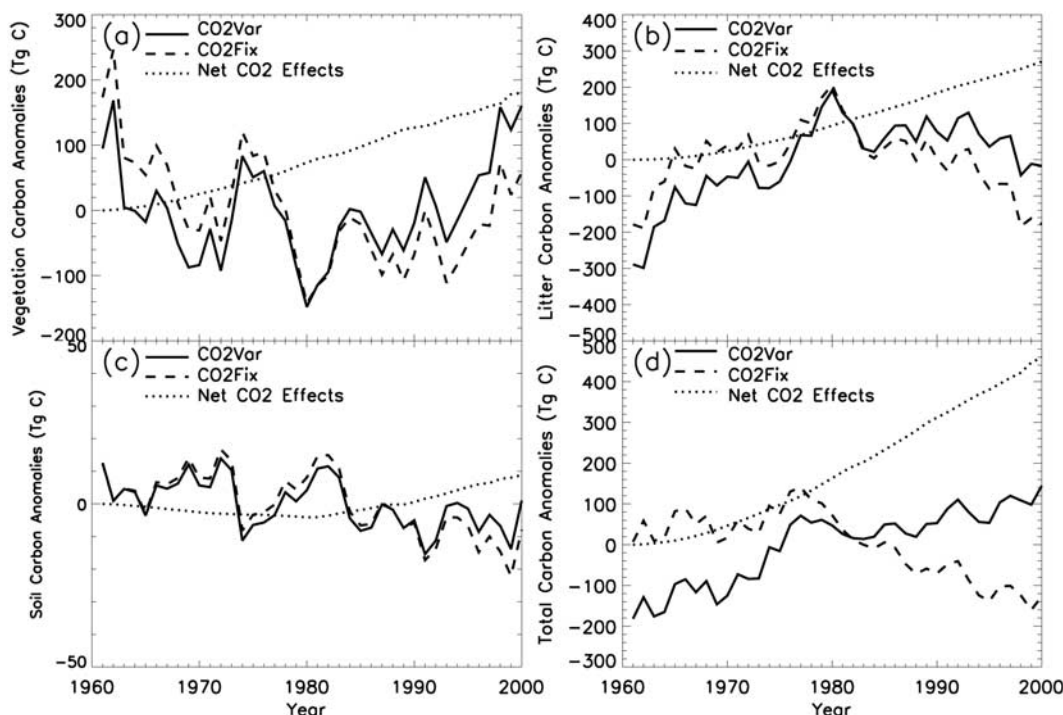 (a)
CO2Var
CO2Fix
Net CO2 Effects
Vegetation Carbon Anomalies (Tg C)
300
200
100
0
−100
−200
(b)
CO2Var
CO2Fix
Net CO2 Effects
Litter Carbon Anomalies (Tg C)
400
300
200
100
0
−100
−200
−300
−400
−500
(c)
CO2Var
CO2Fix
Net CO2 Effects
Soil Carbon Anomalies (Tg C)
50
0
−50
1960 1970 1980 1990 2000
Year
(d)
CO2Var
CO2Fix
Net CO2 Effects
Total Carbon Anomalies (Tg C)
500
400
300
200
100
0
−100
−200
−300
1960 1970 1980 1990 2000
Year